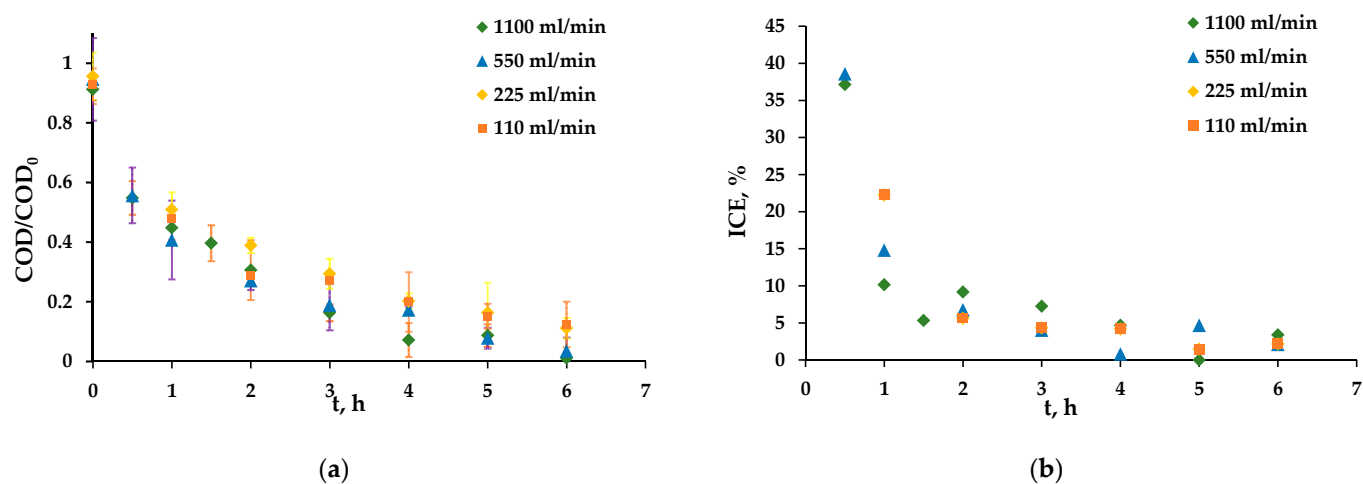 1100 ml/min
550 ml/min
225 ml/min
110 ml/min
1
0.8
0.6
0.4
0.2
0
COD/COD₀
0 1 2 3 4 5 6 7
t, h
(a)
1100 ml/min
550 ml/min
225 ml/min
110 ml/min
45
40
35
30
25
20
15
10
5
0
ICE, %
0 1 2 3 4 5 6 7
t, h
(b)